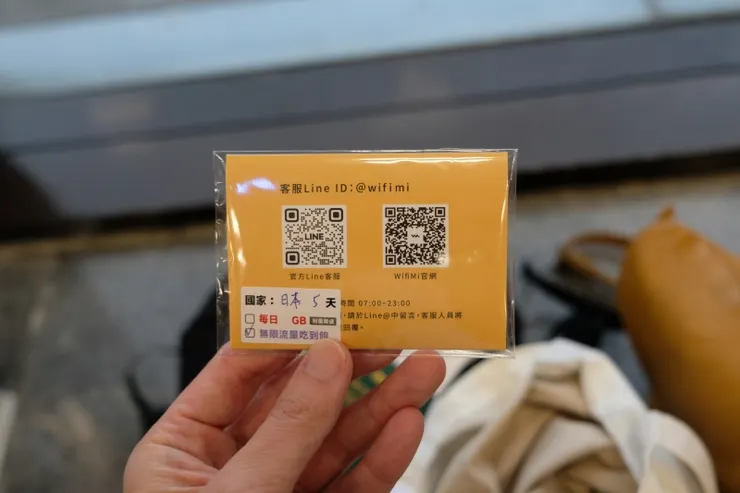 客服Line ID：@wifimi
LINE
官方Line客服
WifiMi官網
國家：日本 5 天
每日 GB
無限流量吃到飽
時間 07:00~23:00
，請於Line@中留言，客服人員將
回覆。